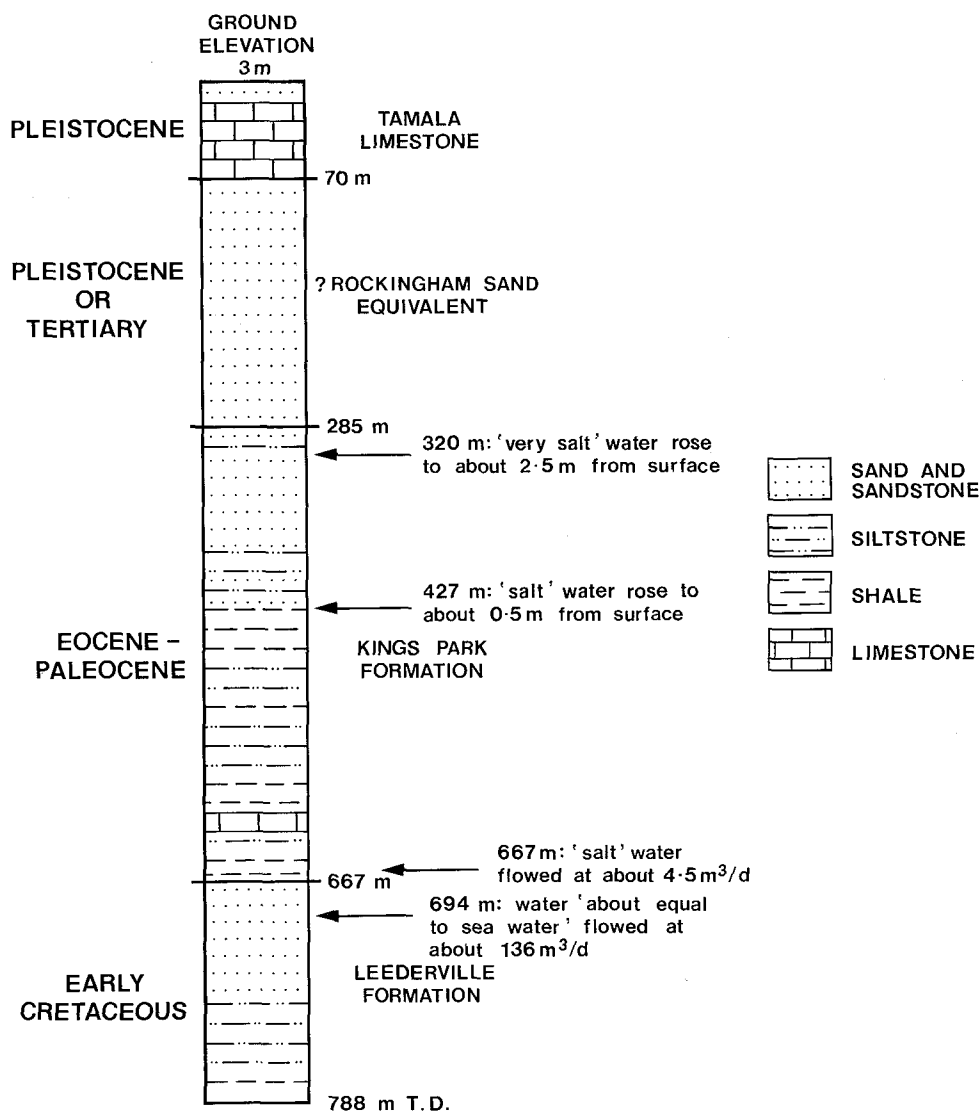 GROUND
ELEVATION
3 m
PLEISTOCENE
TAMALA
LIMESTONE
70 m
PLEISTOCENE
OR
TERTIARY
? ROCKINGHAM SAND
EQUIVALENT
285 m
320 m: 'very salt' water rose
to about 2·5 m from surface
SAND AND
SANDSTONE
SILTSTONE
SHALE
LIMESTONE
427 m: 'salt' water rose to
about 0·5 m from surface
EOCENE –
PALEOCENE
KINGS PARK
FORMATION
667 m: 'salt' water
flowed at about 4·5 m³/d
667 m
694 m: water 'about equal
to sea water' flowed at
about 136 m³/d
EARLY
CRETACEOUS
LEEDERVILLE
FORMATION
788 m T.D.